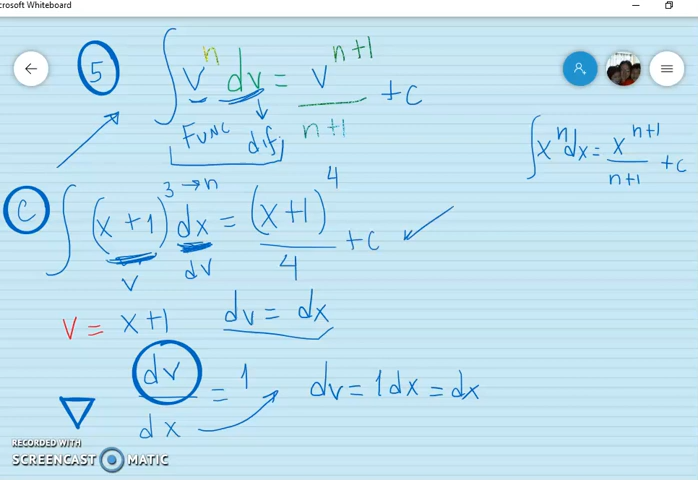 Microsoft Whiteboard
5 ∫ v^n dv = v^(n+1)/(n+1) + c
Func dif
∫ x^n dx = x^(n+1)/(n+1) + c
3 → n
C ∫ (x + 1)^3 dx = (x+1)^4/4 + c
v dv
v = x+1 dv = dx
dv/dx = 1 dv = 1dx = dx
RECORDED WITH
SCREENCAST MATIC